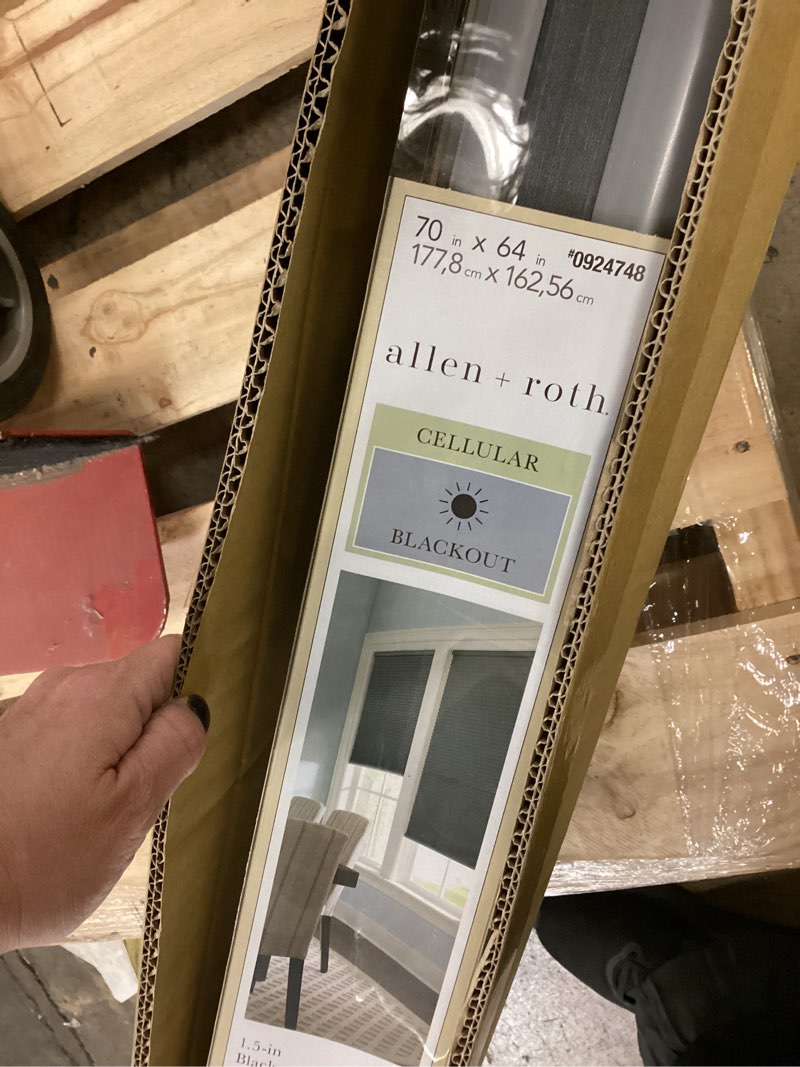 70 in x 64 in #0924748
177,8 cm x 162,56 cm
allen + roth
CELLULAR
BLACKOUT
1.5-in